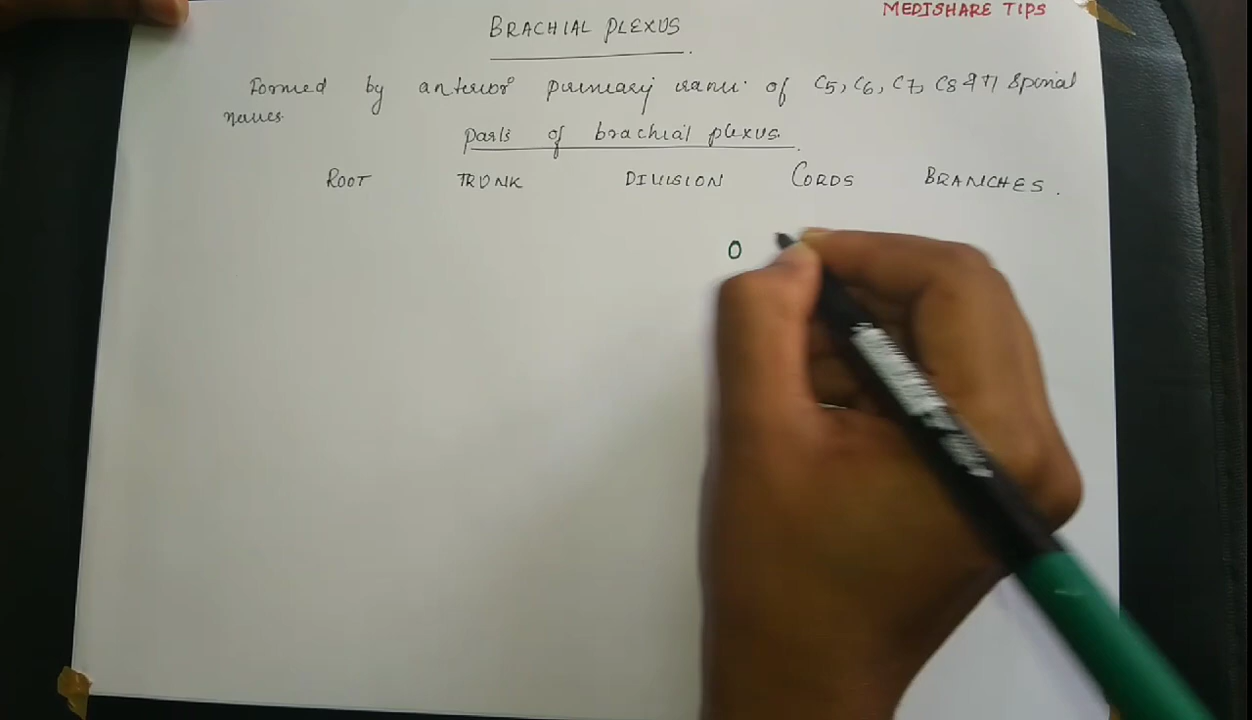 MEDISHARE TIPS
BRACHIAL PLEXUS
Formed by anterior primary rami of C5, C6, C7, C8 & T1 Spinal
nerves.
parts of brachial plexus.
ROOT TRUNK DIVISION CORDS BRANCHES.
O